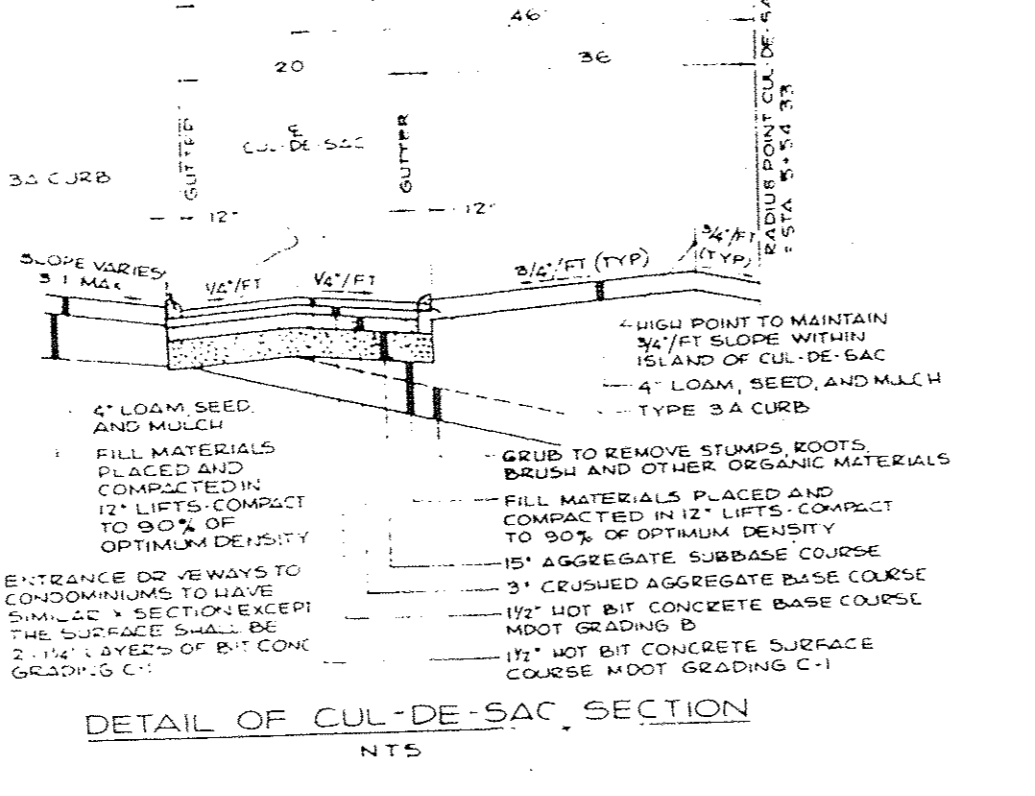 46'
20
36
GUTTER
℄
CUL-DE-SAC
GUTTER
RADIUS POINT CUL-DE-SA
= STA 5+54 33
3A CURB
12"
12"
SLOPE VARIES
3 1 MAX
1/4"/FT
1/4"/FT
3/4"/FT (TYP)
3/4"/FT
(TYP)
HIGH POINT TO MAINTAIN
3/4"/FT SLOPE WITHIN
ISLAND OF CUL-DE-SAC
4" LOAM, SEED, AND MULCH
TYPE 3 A CURB
4" LOAM, SEED,
AND MULCH
FILL MATERIALS
PLACED AND
COMPACTED IN
12" LIFTS-COMPACT
TO 90% OF
OPTIMUM DENSITY
ENTRANCE DRIVEWAYS TO
CONDOMINIUMS TO HAVE
SIMILAR X SECTION EXCEPT
THE SURFACE SHALL BE
2-1 1/4" LAYERS OF BIT CONC
GRADING C-1
GRUB TO REMOVE STUMPS, ROOTS,
BRUSH AND OTHER ORGANIC MATERIALS
FILL MATERIALS PLACED AND
COMPACTED IN 12" LIFTS-COMPACT
TO 90% OF OPTIMUM DENSITY
15" AGGREGATE SUBBASE COURSE
3" CRUSHED AGGREGATE BASE COURSE
1 1/2" HOT BIT CONCRETE BASE COURSE
MDOT GRADING B
1 1/2" HOT BIT CONCRETE SURFACE
COURSE MDOT GRADING C-1
DETAIL OF CUL-DE-SAC SECTION
NTS